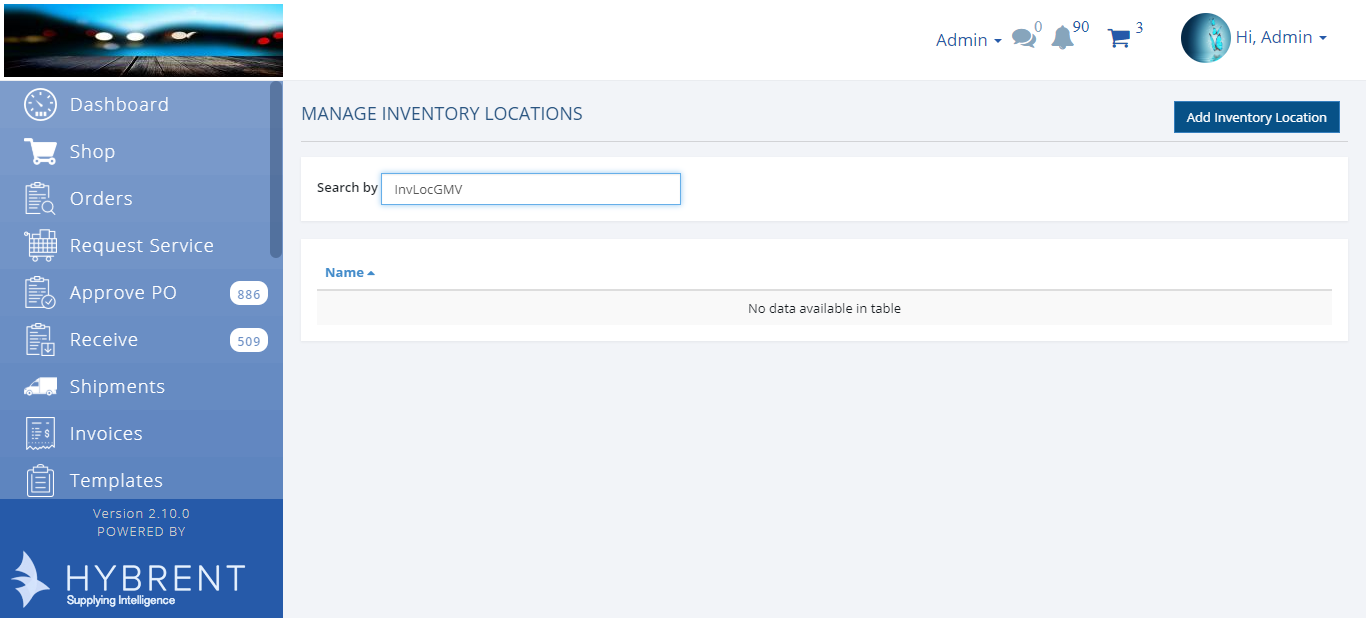 Admin
0
90
3
Hi, Admin
Dashboard
Shop
Orders
Request Service
Approve PO 886
Receive 509
Shipments
Invoices
Templates
Version 2.10.0
POWERED BY
HYBRENT
Supplying Intelligence
MANAGE INVENTORY LOCATIONS
Add Inventory Location
Search by InvLocGMV
Name
No data available in table